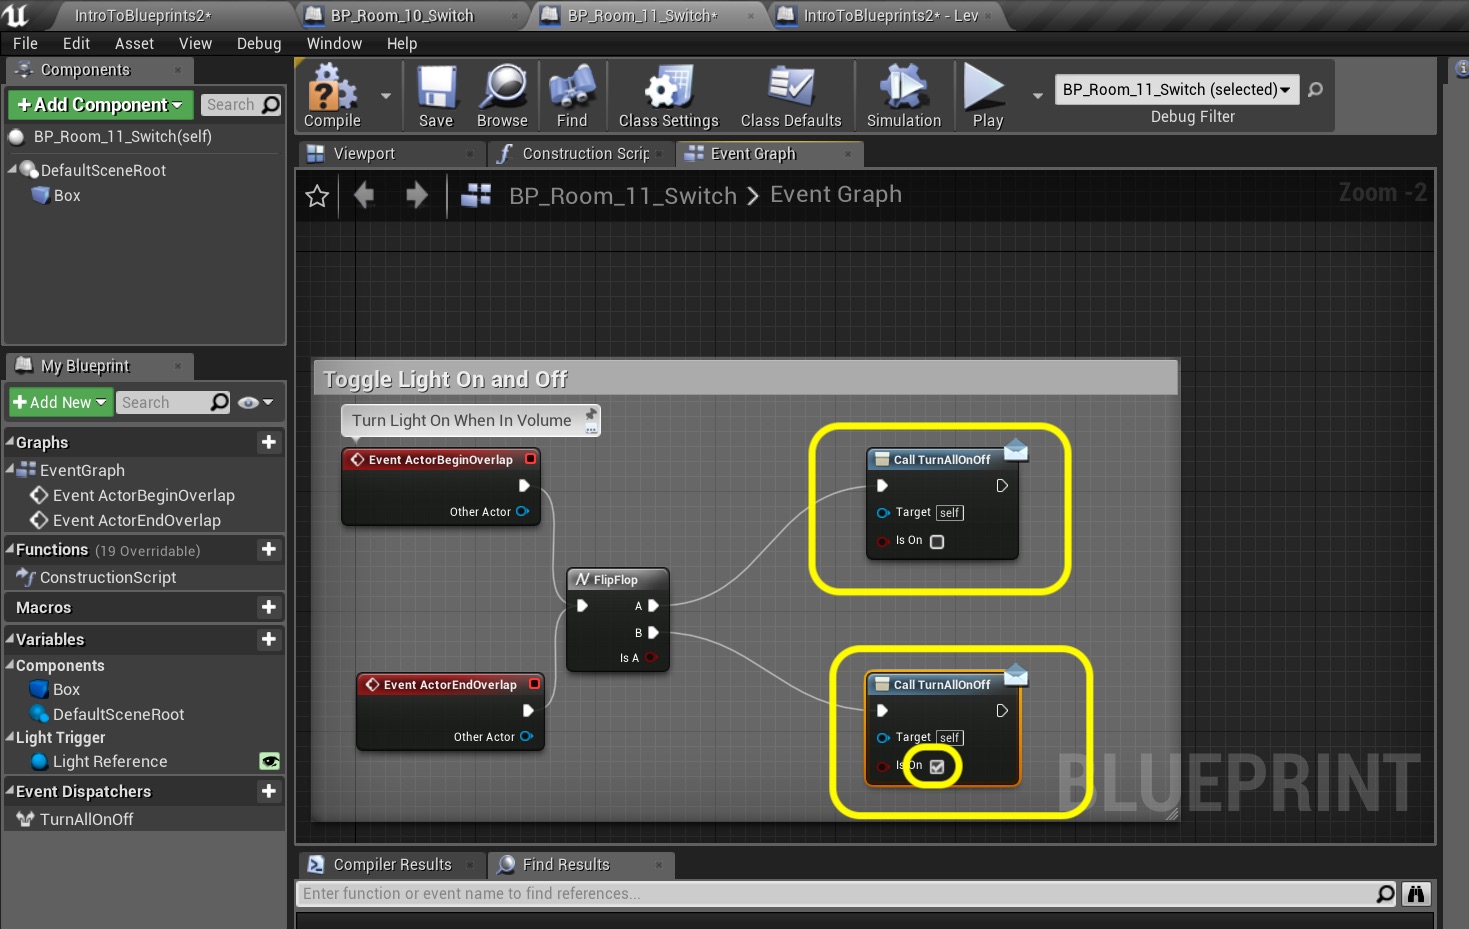 IntroToBlueprints2*
BP_Room_10_Switch
BP_Room_11_Switch*
IntroToBlueprints2* - Lev
File Edit Asset View Debug Window Help
Components
+Add Component
Search
BP_Room_11_Switch(self)
DefaultSceneRoot
Box
Compile
Save
Browse
Find
Class Settings
Class Defaults
Simulation
Play
BP_Room_11_Switch (selected)
Debug Filter
Viewport
Construction Scrip
Event Graph
BP_Room_11_Switch > Event Graph
Zoom -2
My Blueprint
+Add New
Search
Graphs
EventGraph
Event ActorBeginOverlap
Event ActorEndOverlap
Functions (19 Overridable)
ConstructionScript
Macros
Variables
Components
Box
DefaultSceneRoot
Light Trigger
Light Reference
Event Dispatchers
TurnAllOnOff
Toggle Light On and Off
Turn Light On When In Volume
Event ActorBeginOverlap
Other Actor
FlipFlop
A
B
Is A
Event ActorEndOverlap
Other Actor
Call TurnAllOnOff
Target self
Is On
Call TurnAllOnOff
Target self
Is On
BLUEPRINT
Compiler Results
Find Results
Enter function or event name to find references...